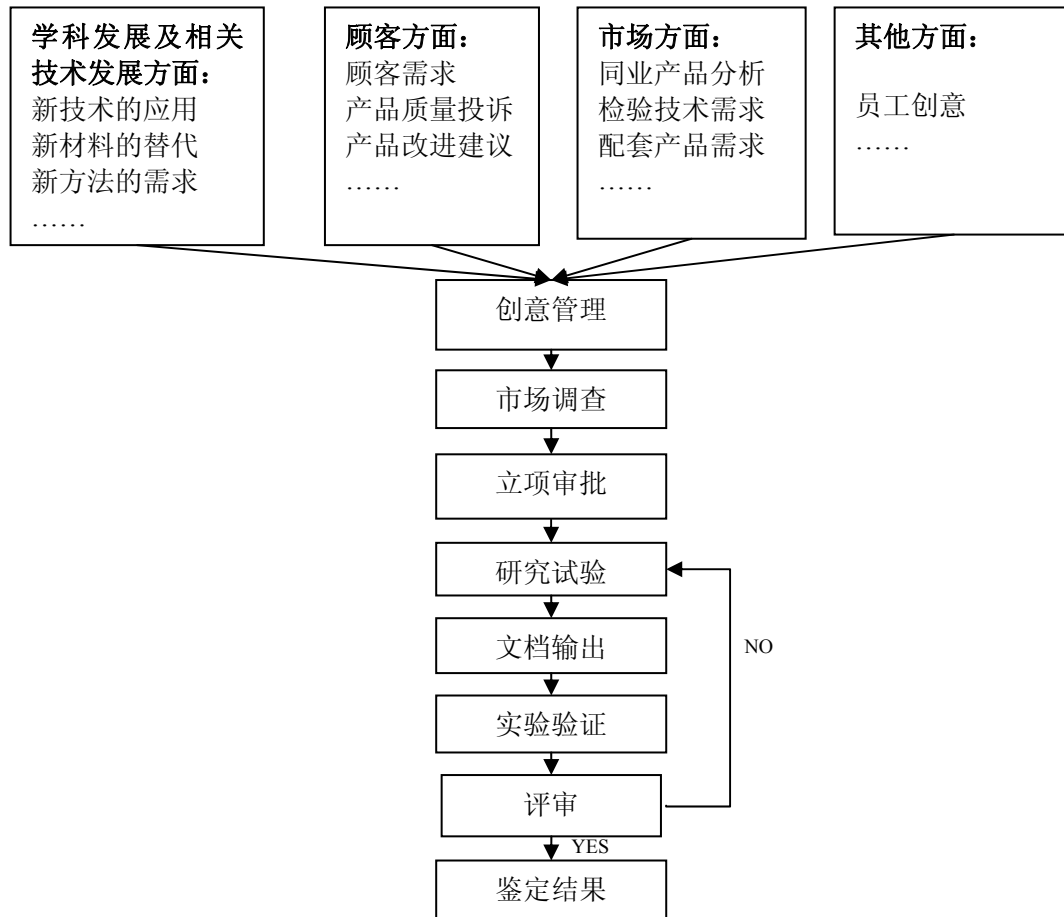 学科发展及相关
技术发展方面：
新技术的应用
新材料的替代
新方法的需求
……
顾客方面：
顾客需求
产品质量投诉
产品改进建议
……
市场方面：
同业产品分析
检验技术需求
配套产品需求
……
其他方面：
员工创意
……
创意管理
市场调查
立项审批
研究试验
文档输出
NO
实验验证
评审
YES
鉴定结果